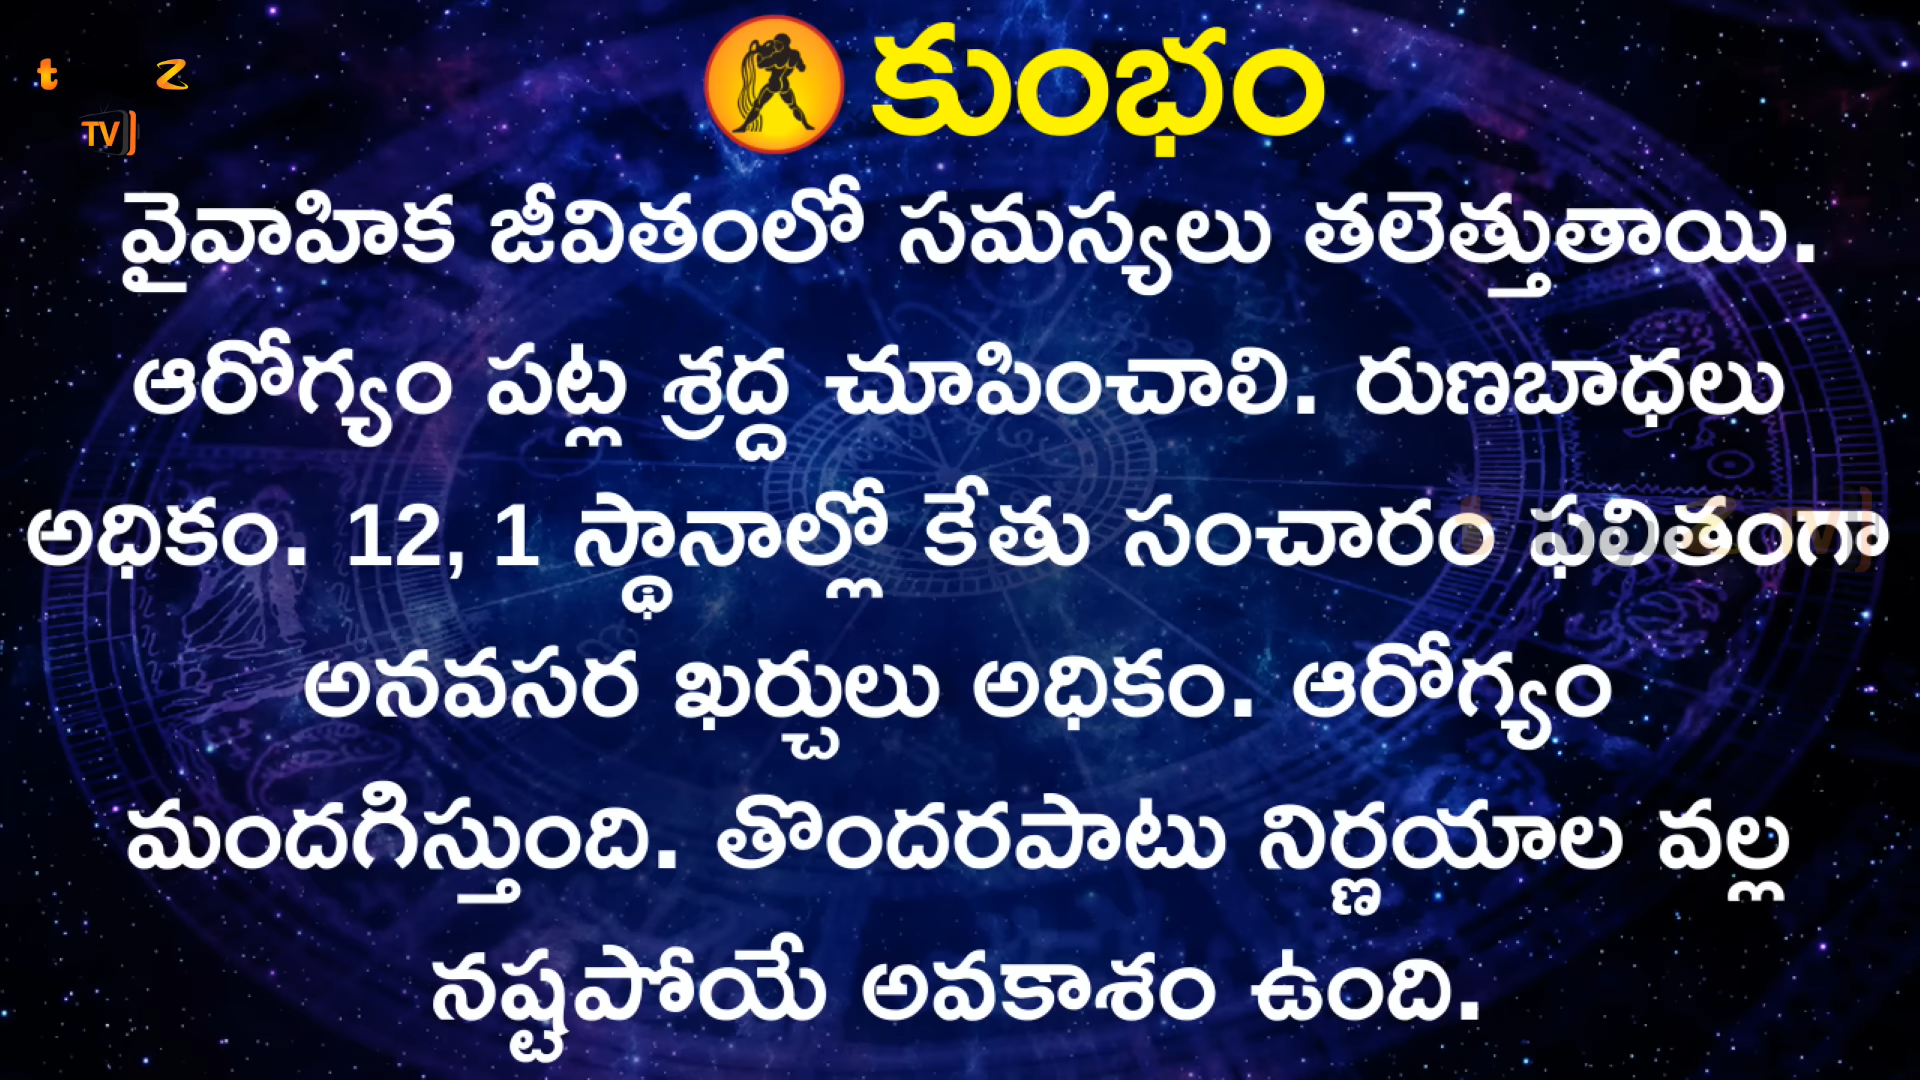 t z
TV
కుంభం
వైవాహిక జీవితంలో సమస్యలు తలెత్తుతాయి.
ఆరోగ్యం పట్ల శ్రద్ద చూపించాలి. రుణబాధలు
అధికం. 12, 1 స్థానాల్లో కేతు సంచారం ఫలితంగా
అనవసర ఖర్చులు అధికం. ఆరోగ్యం
మందగిస్తుంది. తొందరపాటు నిర్ణయాల వల్ల
నష్టపోయే అవకాశం ఉంది.